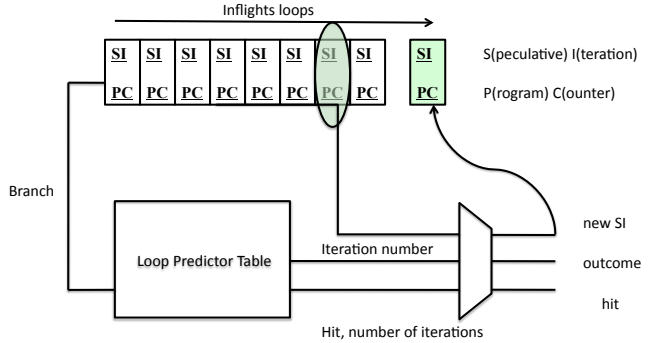 Inflights loops
SI SI SI SI SI SI SI SI SI
PC PC PC PC PC PC PC PC PC
S(peculative) I(teration)
P(rogram) C(ounter)
Branch
Loop Predictor Table
Iteration number
Hit, number of iterations
new SI
outcome
hit